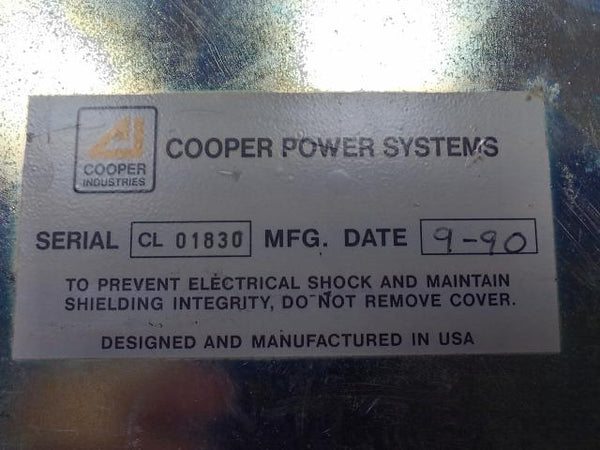 COOPER
INDUSTRIES
COOPER POWER SYSTEMS
SERIAL CL 01830 MFG. DATE 9-90
TO PREVENT ELECTRICAL SHOCK AND MAINTAIN
SHIELDING INTEGRITY, DO NOT REMOVE COVER.
DESIGNED AND MANUFACTURED IN USA